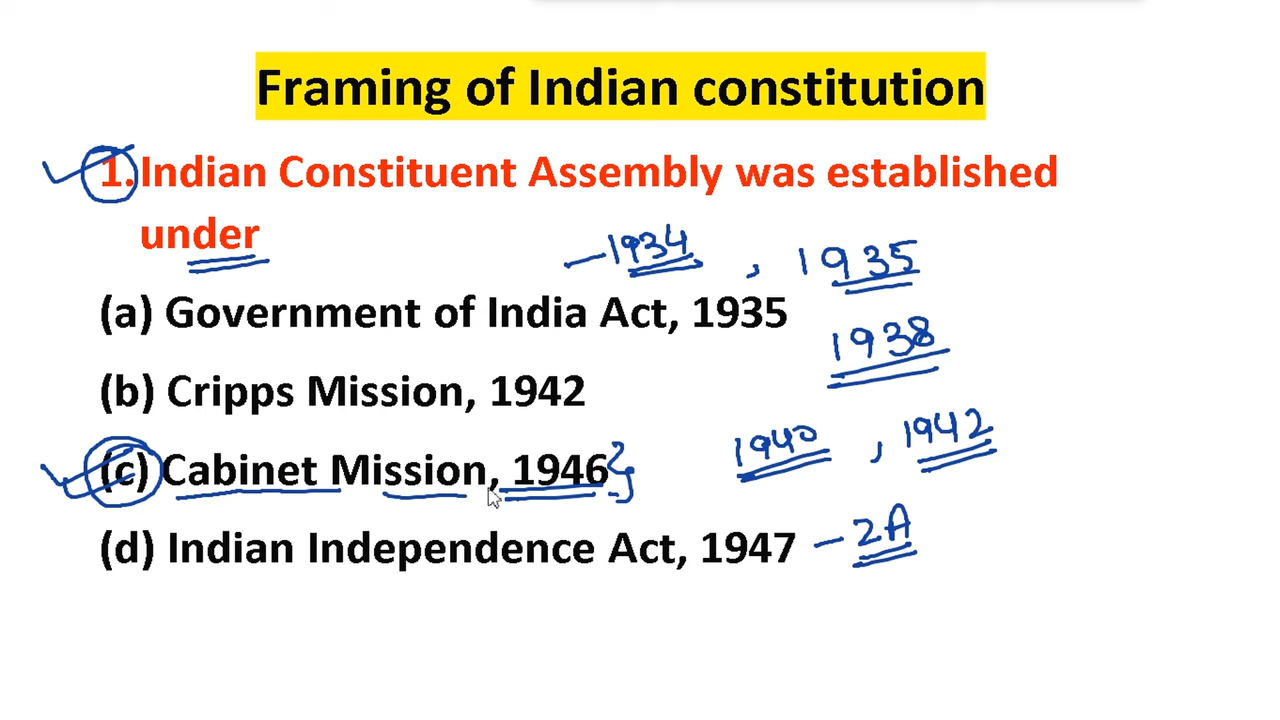 Framing of Indian constitution
1.Indian Constituent Assembly was established
under
1934, 1935
(a) Government of India Act, 1935
1938
(b) Cripps Mission, 1942
1940, 1942
(c) Cabinet Mission, 1946
(d) Indian Independence Act, 1947 - 2A